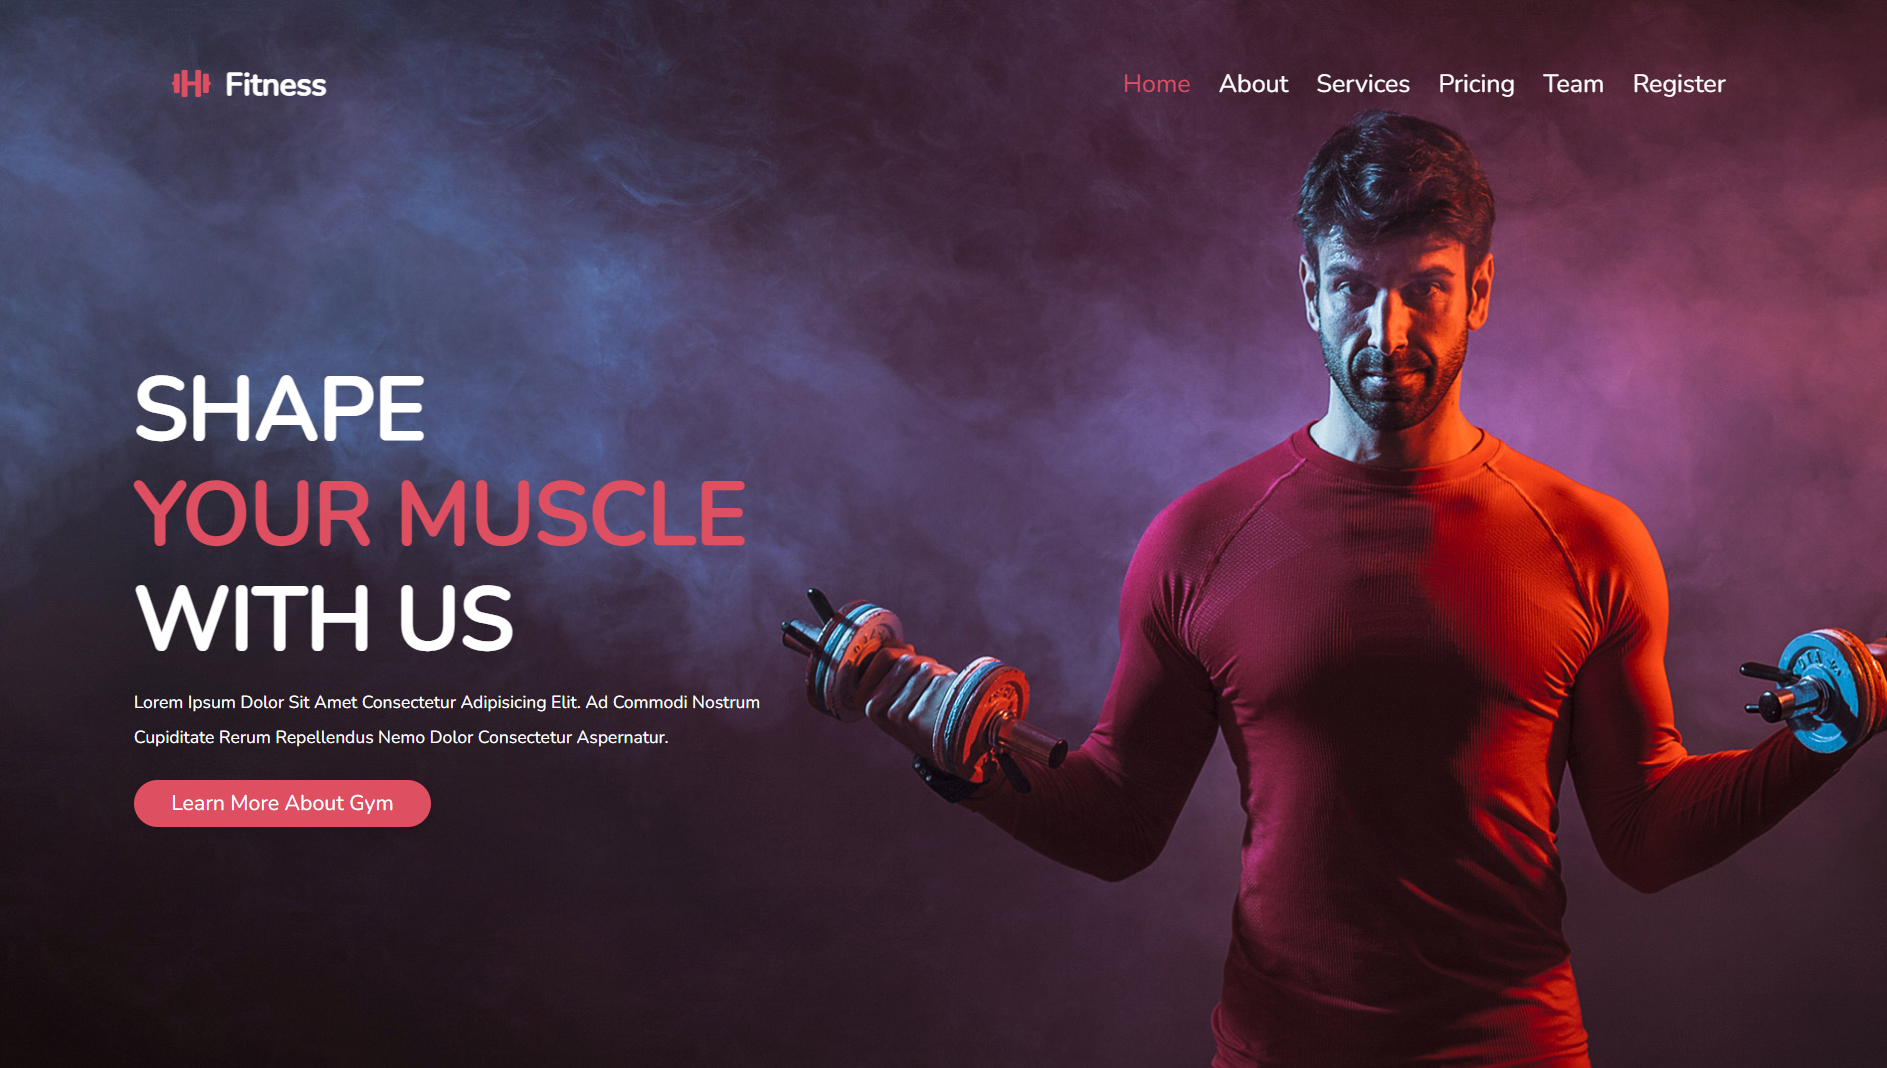 Fitness
Home About Services Pricing Team Register
SHAPE
YOUR MUSCLE
WITH US
Lorem Ipsum Dolor Sit Amet Consectetur Adipisicing Elit. Ad Commodi Nostrum
Cupiditate Rerum Repellendus Nemo Dolor Consectetur Aspernatur.
Learn More About Gym